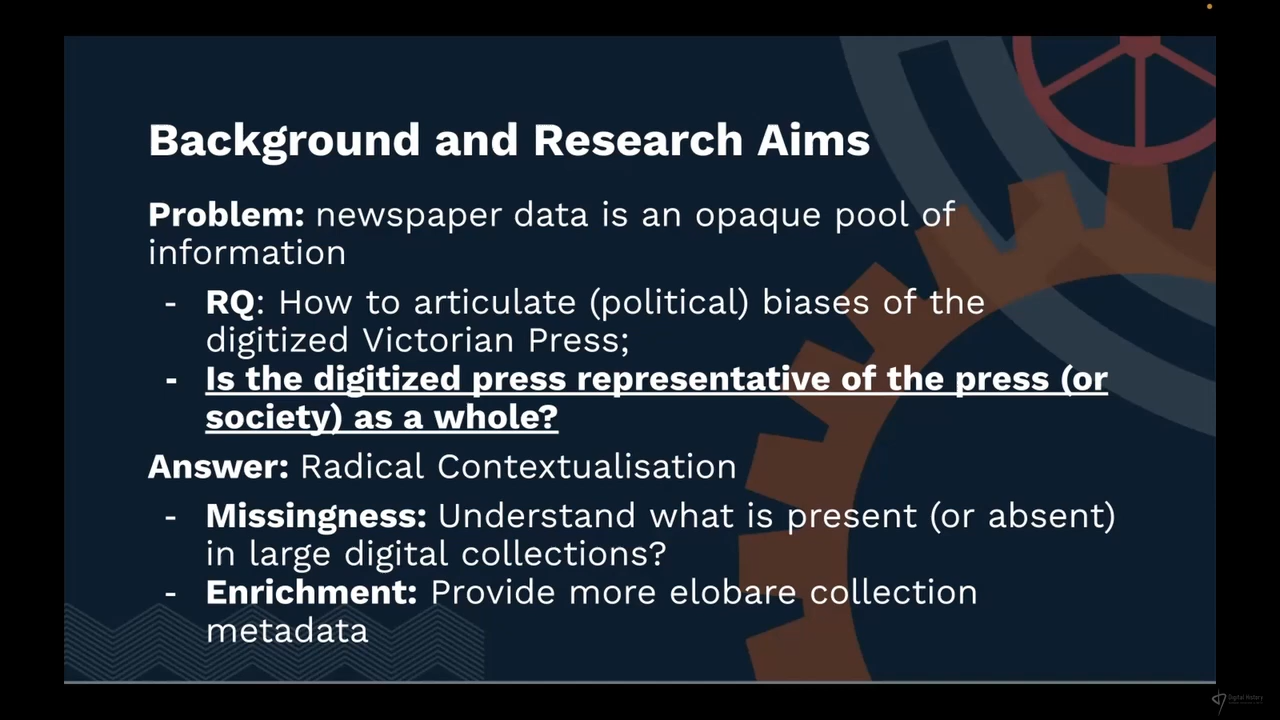 Background and Research Aims
Problem: newspaper data is an opaque pool of
information
- RQ: How to articulate (political) biases of the
digitized Victorian Press;
- Is the digitized press representative of the press (or
society) as a whole?
Answer: Radical Contextualisation
- Missingness: Understand what is present (or absent)
in large digital collections?
- Enrichment: Provide more elobare collection
metadata
Digital History